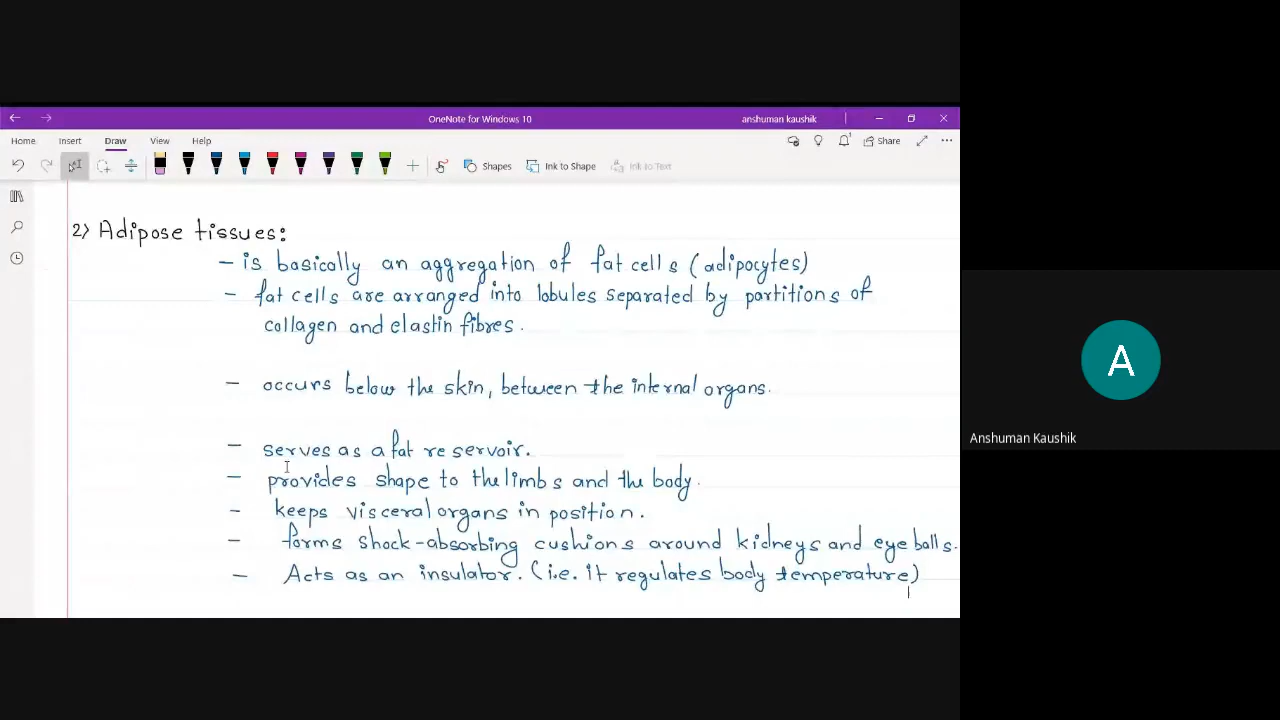 OneNote for Windows 10
anshuman kaushik
Home Insert Draw View Help
Share
Shapes Ink to Shape Ink to Text
2) Adipose tissues:
- is basically an aggregation of fat cells (adipocytes)
- fat cells are arranged into lobules separated by partitions of
collagen and elastin fibres.
- occurs below the skin, between the internal organs.
- serves as a fat reservoir.
- provides shape to the limbs and the body.
- keeps visceral organs in position.
- forms shock-absorbing cushions around kidneys and eyeballs.
- Acts as an insulator. (i.e. it regulates body temperature)
A
Anshuman Kaushik